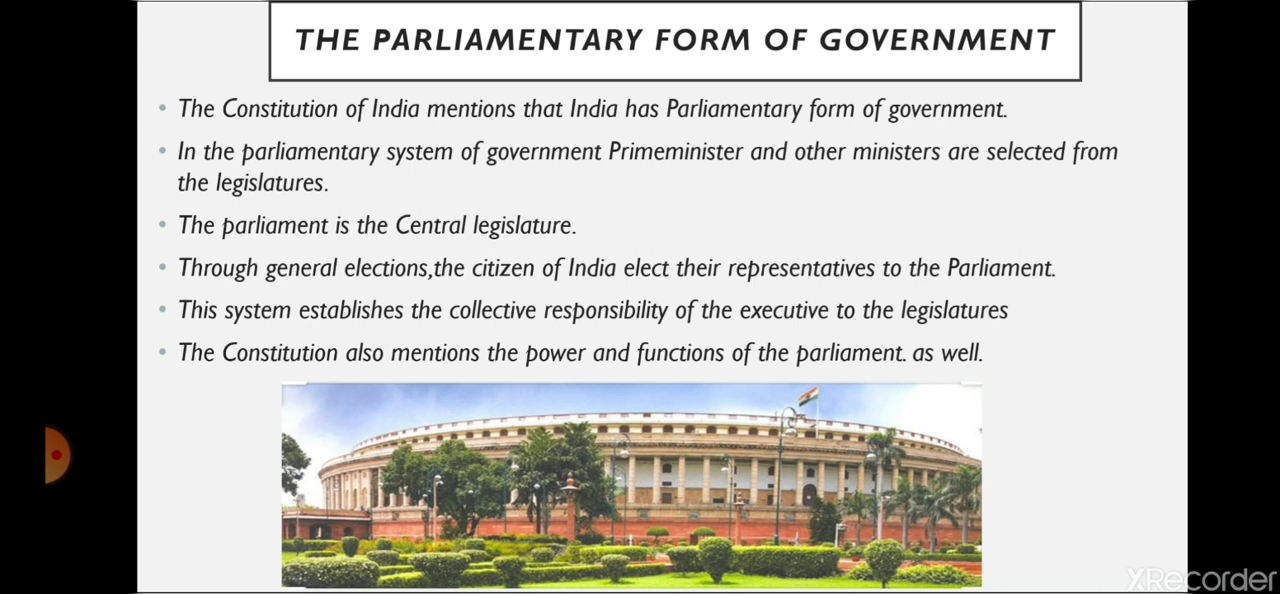 THE PARLIAMENTARY FORM OF GOVERNMENT
• The Constitution of India mentions that India has Parliamentary form of government.
• In the parliamentary system of government Primeminister and other ministers are selected from
the legislatures.
• The parliament is the Central legislature.
• Through general elections,the citizen of India elect their representatives to the Parliament.
• This system establishes the collective responsibility of the executive to the legislatures
• The Constitution also mentions the power and functions of the parliament. as well.
XRecorder